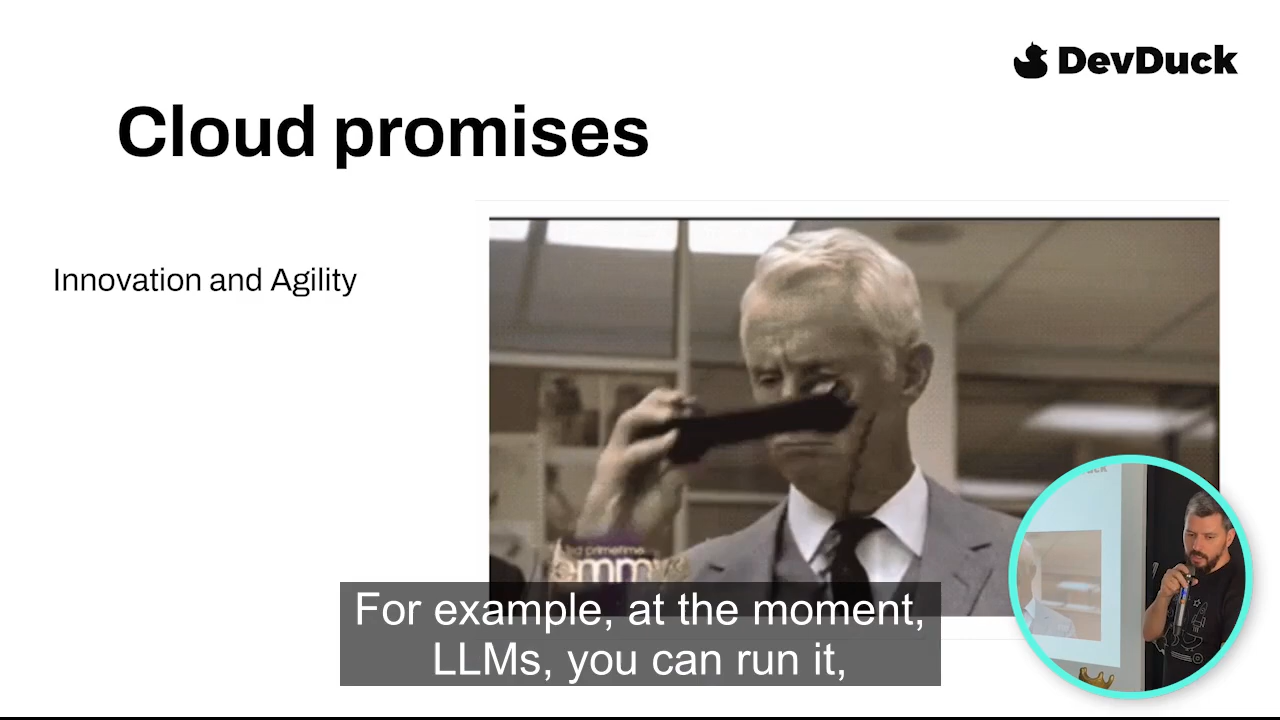 DevDuck
Cloud promises
Innovation and Agility
For example, at the moment,
LLMs, you can run it,